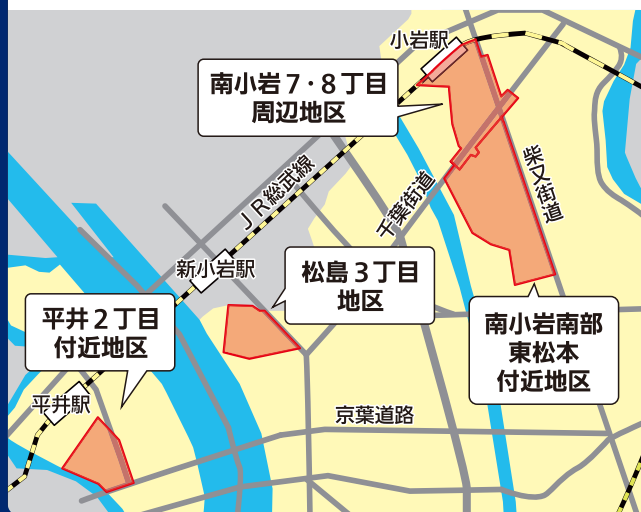 小岩駅
南小岩7・8丁目
周辺地区
柴又街道
JR総武線
千葉街道
新小岩駅
松島3丁目
地区
平井2丁目
付近地区
南小岩南部
東松本
付近地区
平井駅
京葉道路